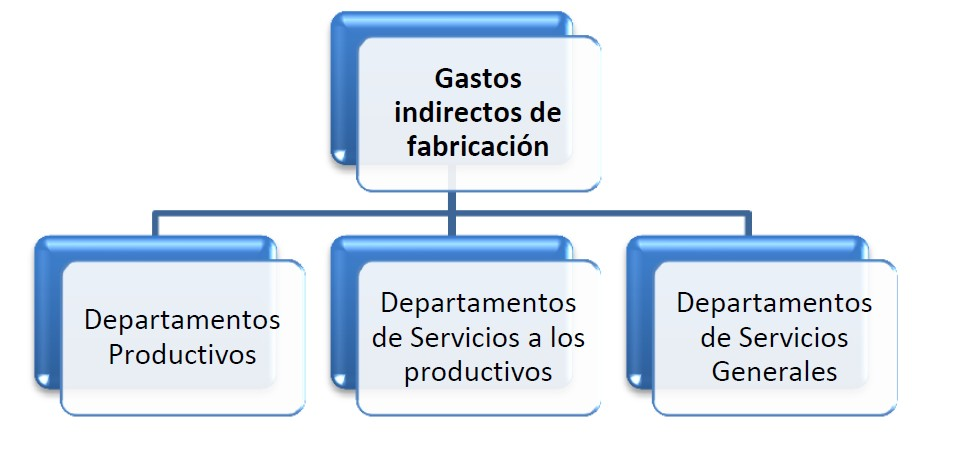 Gastos
indirectos de
fabricación
Departamentos
Productivos
Departamentos
de Servicios a los
productivos
Departamentos
de Servicios
Generales